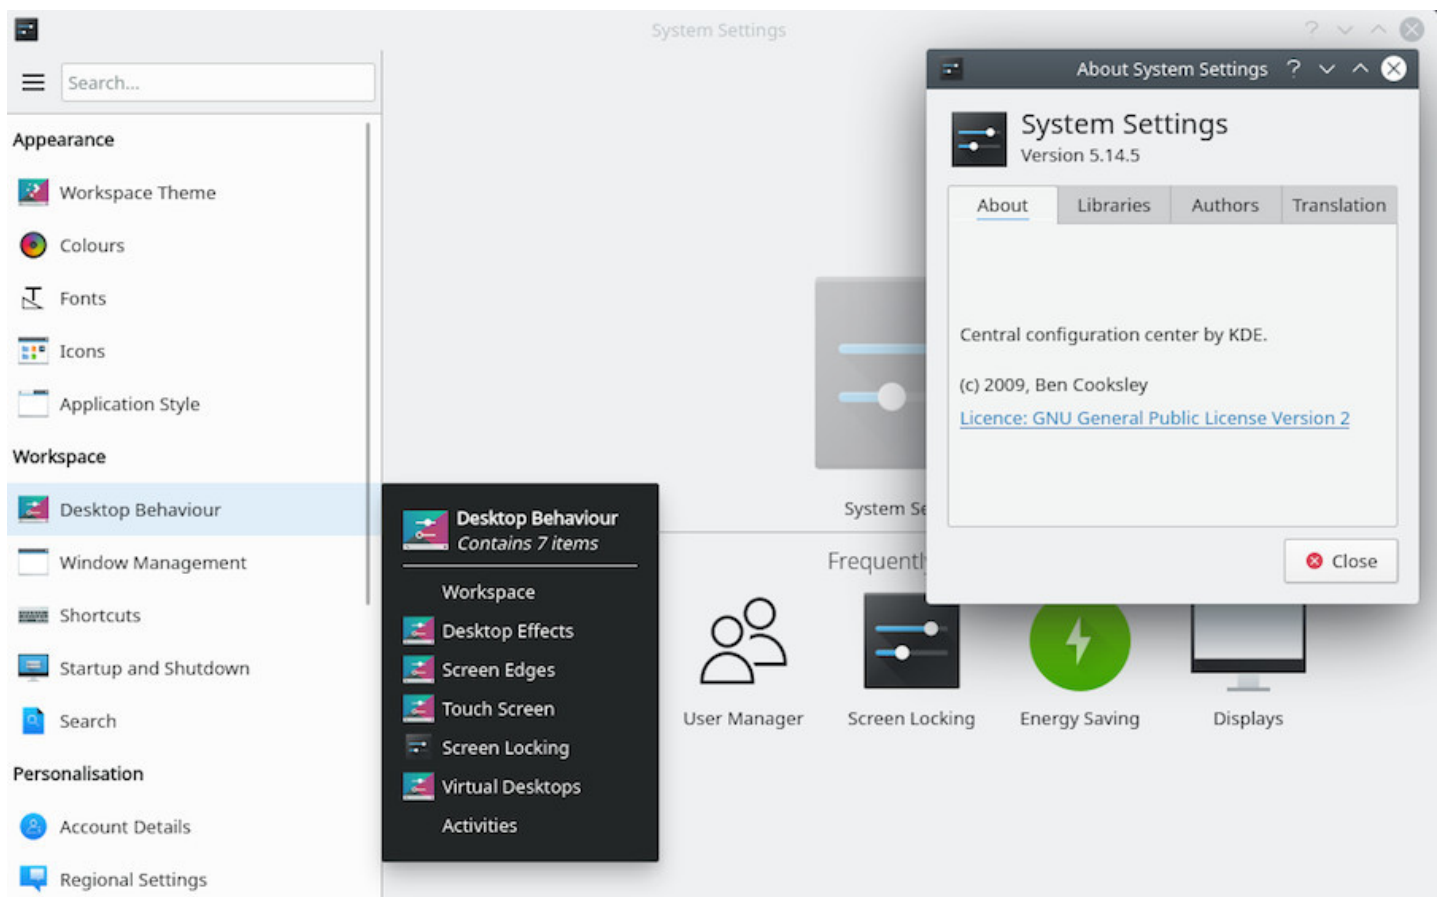 System Settings
Search...
Appearance
Workspace Theme
Colours
Fonts
Icons
Application Style
Workspace
Desktop Behaviour
Window Management
Shortcuts
Startup and Shutdown
Search
Personalisation
Account Details
Regional Settings
Desktop Behaviour
Contains 7 items
Workspace
Desktop Effects
Screen Edges
Touch Screen
Screen Locking
Virtual Desktops
Activities
System Se
Frequentl
User Manager
Screen Locking
Energy Saving
Displays
About System Settings
System Settings
Version 5.14.5
About Libraries Authors Translation
Central configuration center by KDE.
(c) 2009, Ben Cooksley
Licence: GNU General Public License Version 2
Close